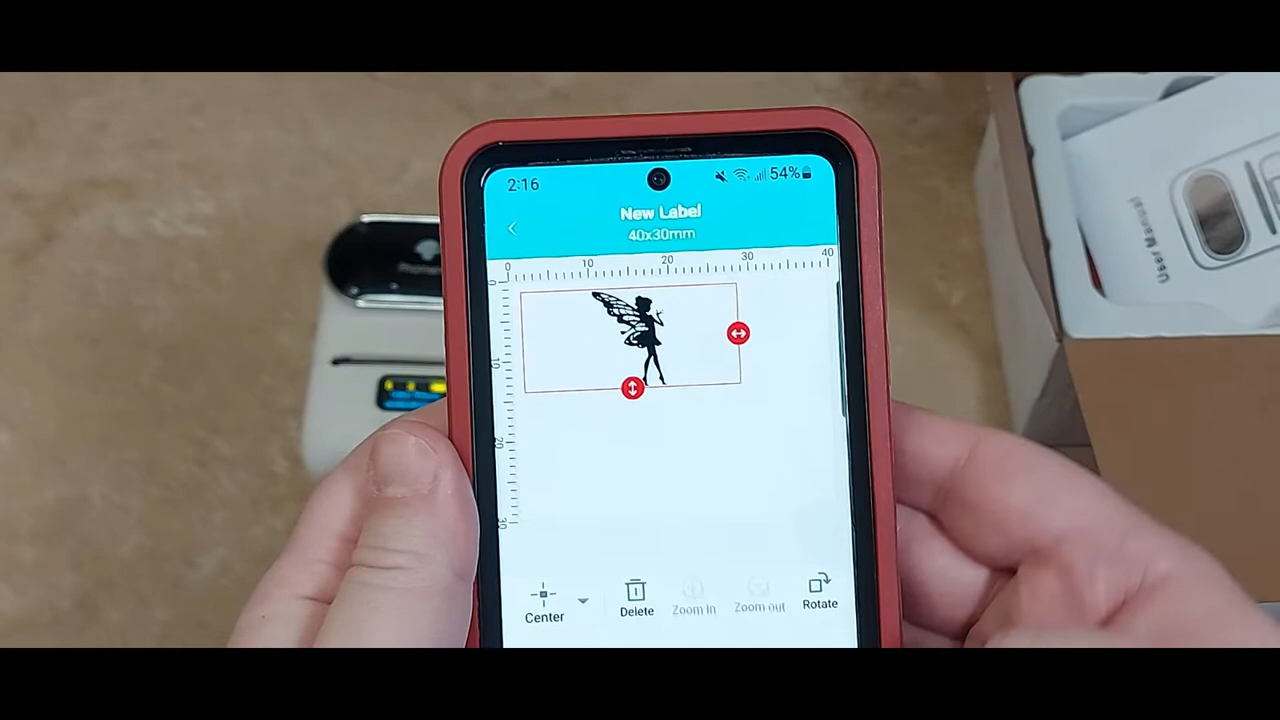 2:16
54%
New Label
40x30mm
0 10 20 30 40
0
10
20
30
Center
Delete
Zoom in
Zoom out
Rotate
User Manual